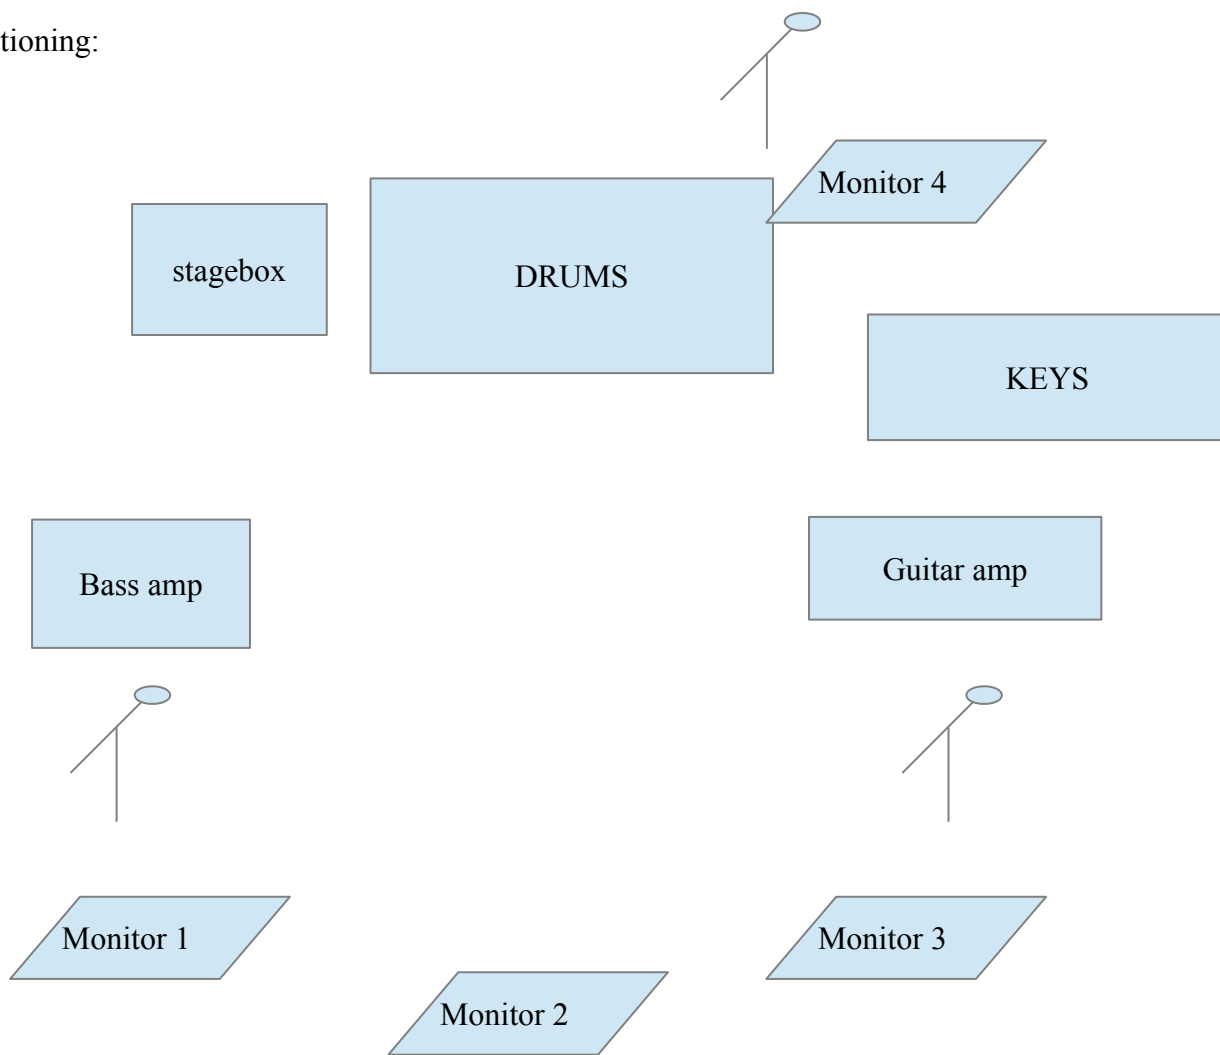 tioning:
Monitor 4
stagebox
DRUMS
KEYS
Bass amp
Guitar amp
Monitor 1
Monitor 3
Monitor 2